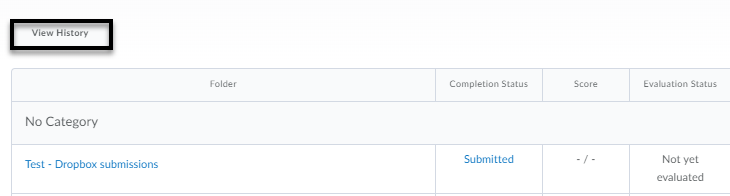 View History
Folder Completion Status Score Evaluation Status
No Category
Test - Dropbox submissions Submitted - / - Not yet
evaluated